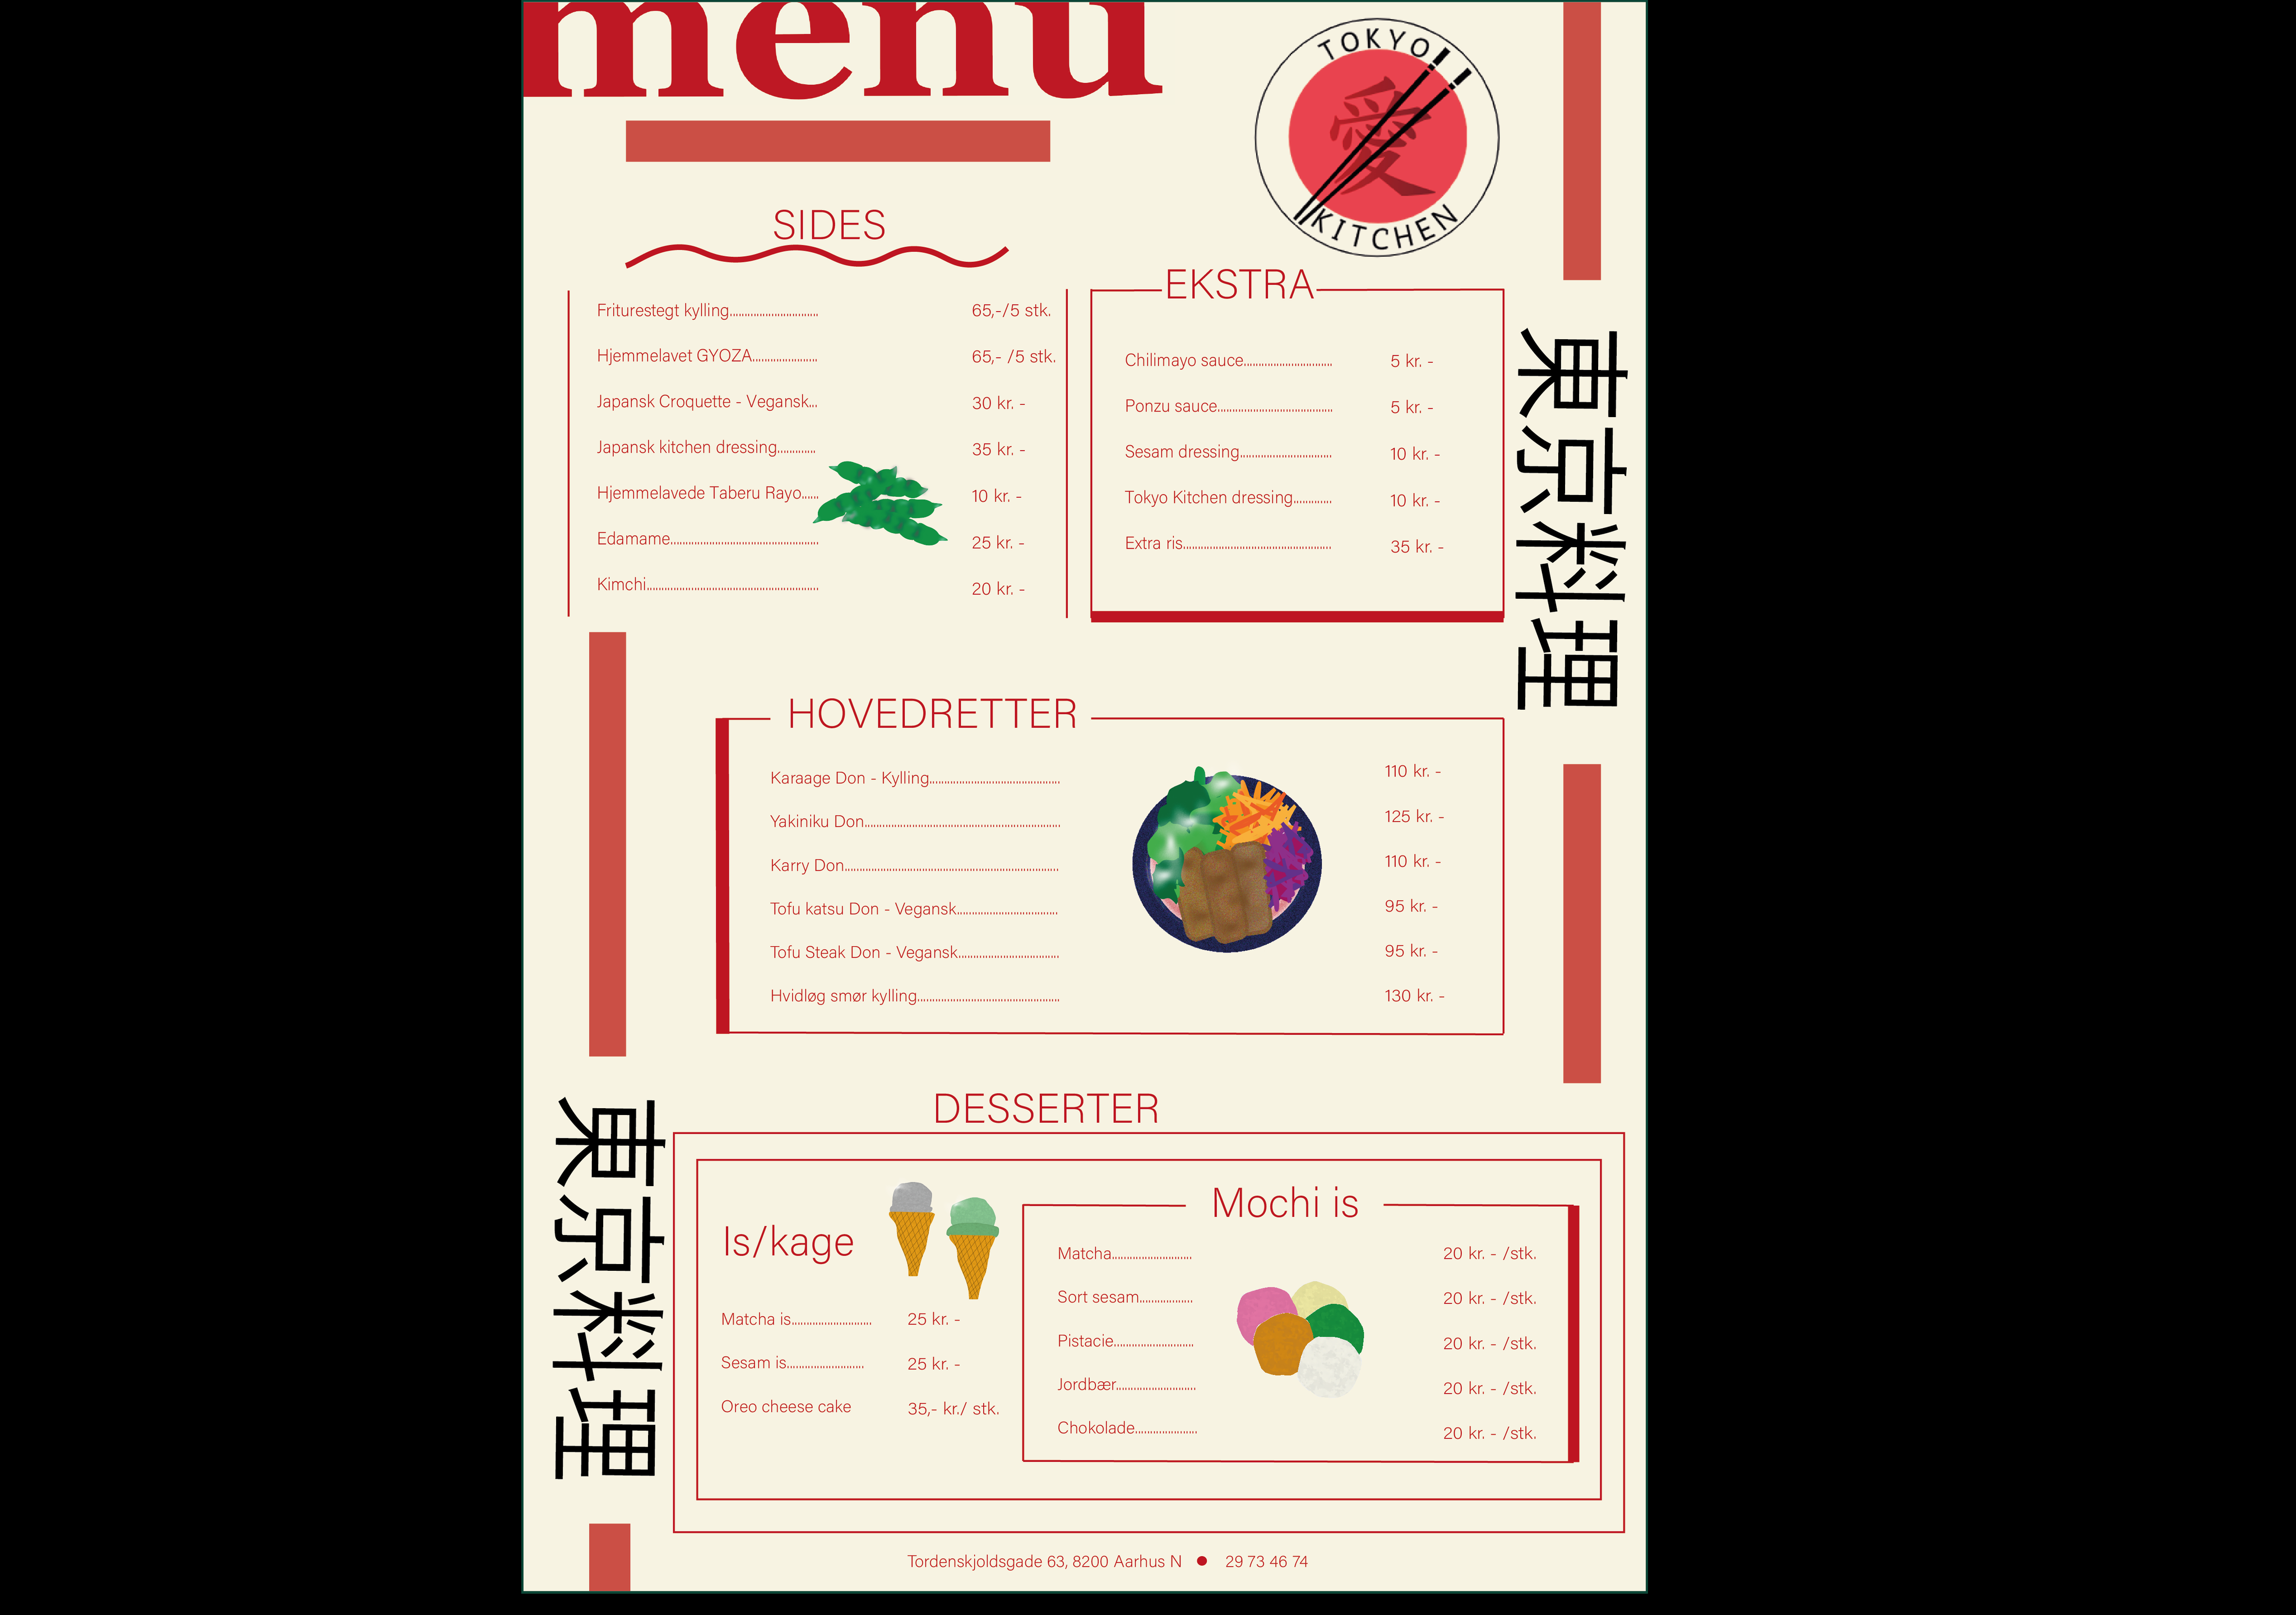 menu
TOKYO
愛
KITCHEN
SIDES
Friturestegt kylling.............................. 65,-/5 stk.
Hjemmelavet GYOZA...................... 65,- /5 stk.
Japansk Croquette - Vegansk... 30 kr. -
Japansk kitchen dressing............. 35 kr. -
Hjemmelavede Taberu Rayo...... 10 kr. -
Edamame.................................................. 25 kr. -
Kimchi.......................................................... 20 kr. -
EKSTRA
Chilimayo sauce.............................. 5 kr. -
Ponzu sauce....................................... 5 kr. -
Sesam dressing............................... 10 kr. -
Tokyo Kitchen dressing............. 10 kr. -
Extra ris.................................................. 35 kr. -
東京料理
HOVEDRETTER
Karaage Don - Kylling............................................ 110 kr. -
Yakiniku Don.................................................................. 125 kr. -
Karry Don........................................................................ 110 kr. -
Tofu katsu Don - Vegansk.................................. 95 kr. -
Tofu Steak Don - Vegansk.................................. 95 kr. -
Hvidløg smør kylling................................................ 130 kr. -
DESSERTER
東京料理
Is/kage
Matcha is........................... 25 kr. -
Sesam is.......................... 25 kr. -
Oreo cheese cake 35,- kr./ stk.
Mochi is
Matcha........................... 20 kr. - /stk.
Sort sesam.................. 20 kr. - /stk.
Pistacie........................... 20 kr. - /stk.
Jordbær........................... 20 kr. - /stk.
Chokolade..................... 20 kr. - /stk.
Tordenskjoldsgade 63, 8200 Aarhus N ● 29 73 46 74